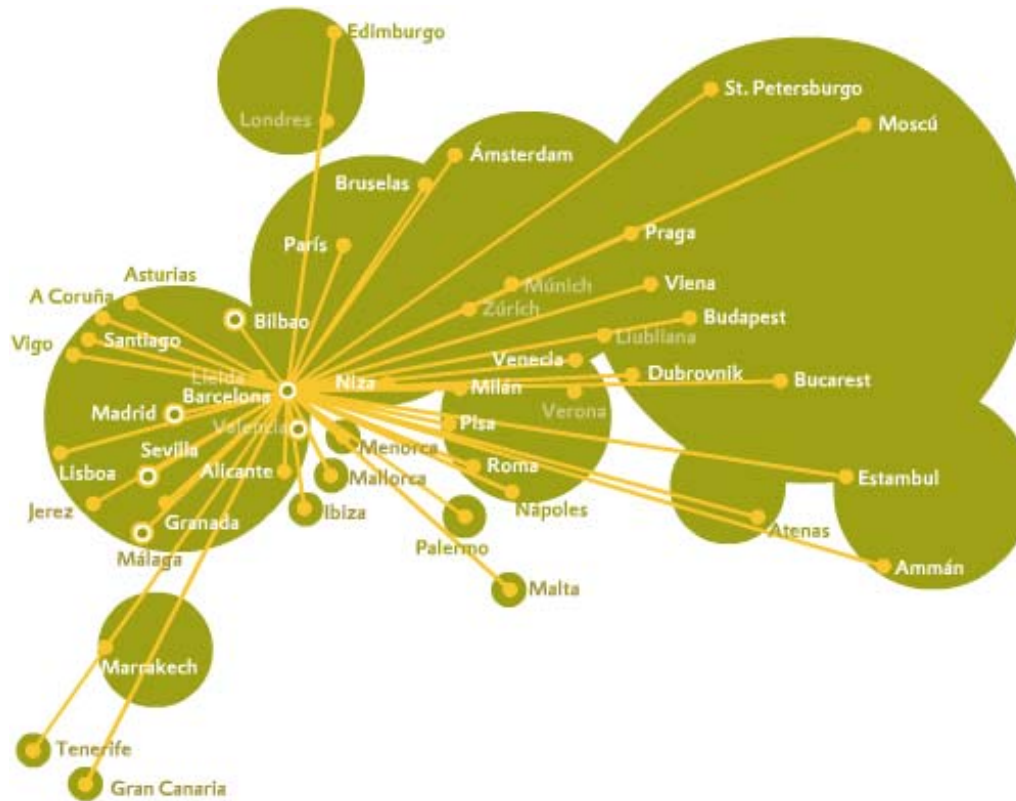 Edimburgo
St. Petersburgo
Londres
Moscú
Ámsterdam
Bruselas
París
Praga
Asturias
Múnich
Viena
A Coruña
Zúrich
Bilbao
Budapest
Santiago
Vigo
Liubliana
Venecia
Lleida
Niza
Milán
Dubrovnik
Bucarest
Barcelona
Verona
Madrid
Valencia
Pisa
Menorca
Sevilla
Lisboa
Alicante
Roma
Mallorca
Estambul
Jerez
Ibiza
Nápoles
Granada
Atenas
Palermo
Málaga
Ammán
Malta
Marrakech
Tenerife
Gran Canaria